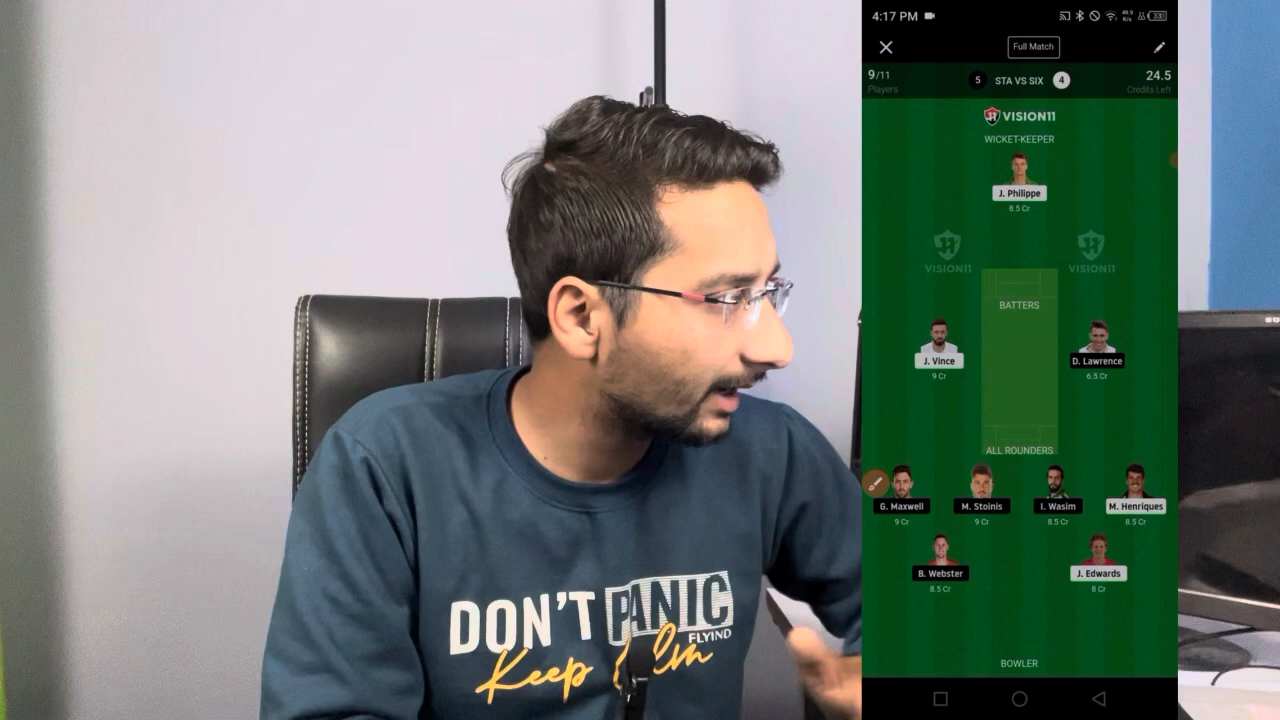 4:17 PM
49.9
K/s
33
Full Match
9/11
Players
5
STA VS SIX
4
24.5
Credits Left
VISION11
WICKET-KEEPER
J. Philippe
8.5 Cr
VISION11
VISION11
BATTERS
J. Vince
D. Lawrence
9 Cr
6.5 Cr
ALL ROUNDERS
G. Maxwell
M. Stoinis
I. Wasim
M. Henriques
9 Cr
9 Cr
8.5 Cr
8.5 Cr
B. Webster
J. Edwards
8.5 Cr
8 Cr
BOWLER
DON'T PANIC
FLYIND
Keep